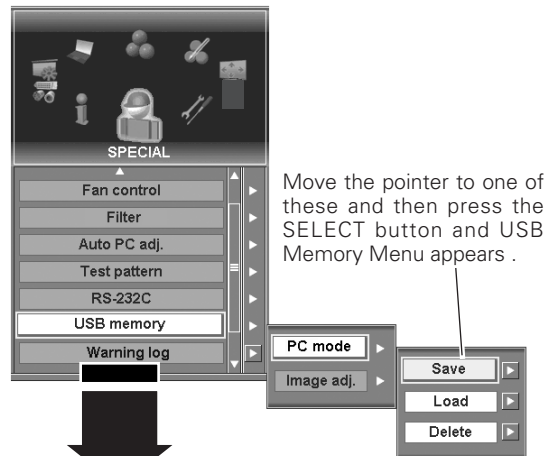 SPECIAL
Fan control
Filter
Auto PC adj.
Test pattern
RS-232C
USB memory
Warning log
Move the pointer to one of
these and then press the
SELECT button and USB
Memory Menu appears .
PC mode
Image adj.
Save
Load
Delete